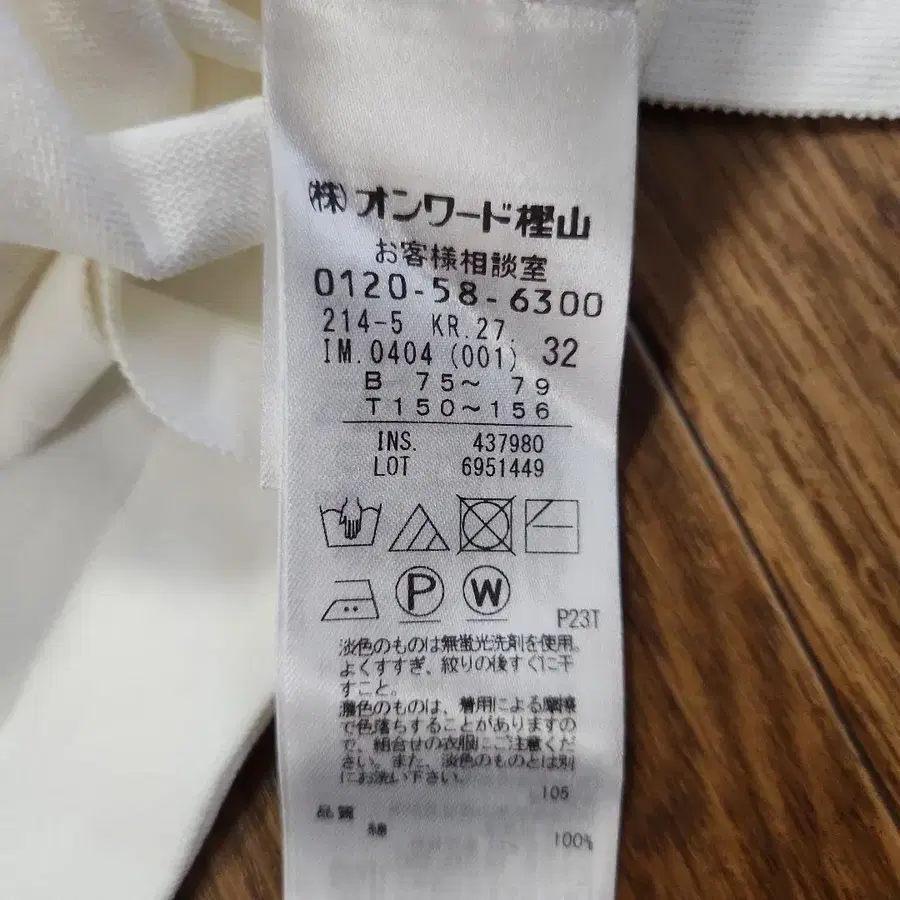 ㈱オンワード樫山
お客様相談室
0120-58-6300
214-5 KR.27.
IM.0404 (001) 32
B 75～ 79
T150～156
INS. 437980
LOT 6951449
P
W
P23T
淡色のものは無蛍光洗剤を使用。
よくすすぎ、絞りの後すぐに干
すこと。
濃色のものは、着用による摩擦
で色落ちすることがありますの
で、組合せの衣服にご注意くだ
さい。また、淡色のものとは別
にお洗い下さい。
105
品質
綿
100%